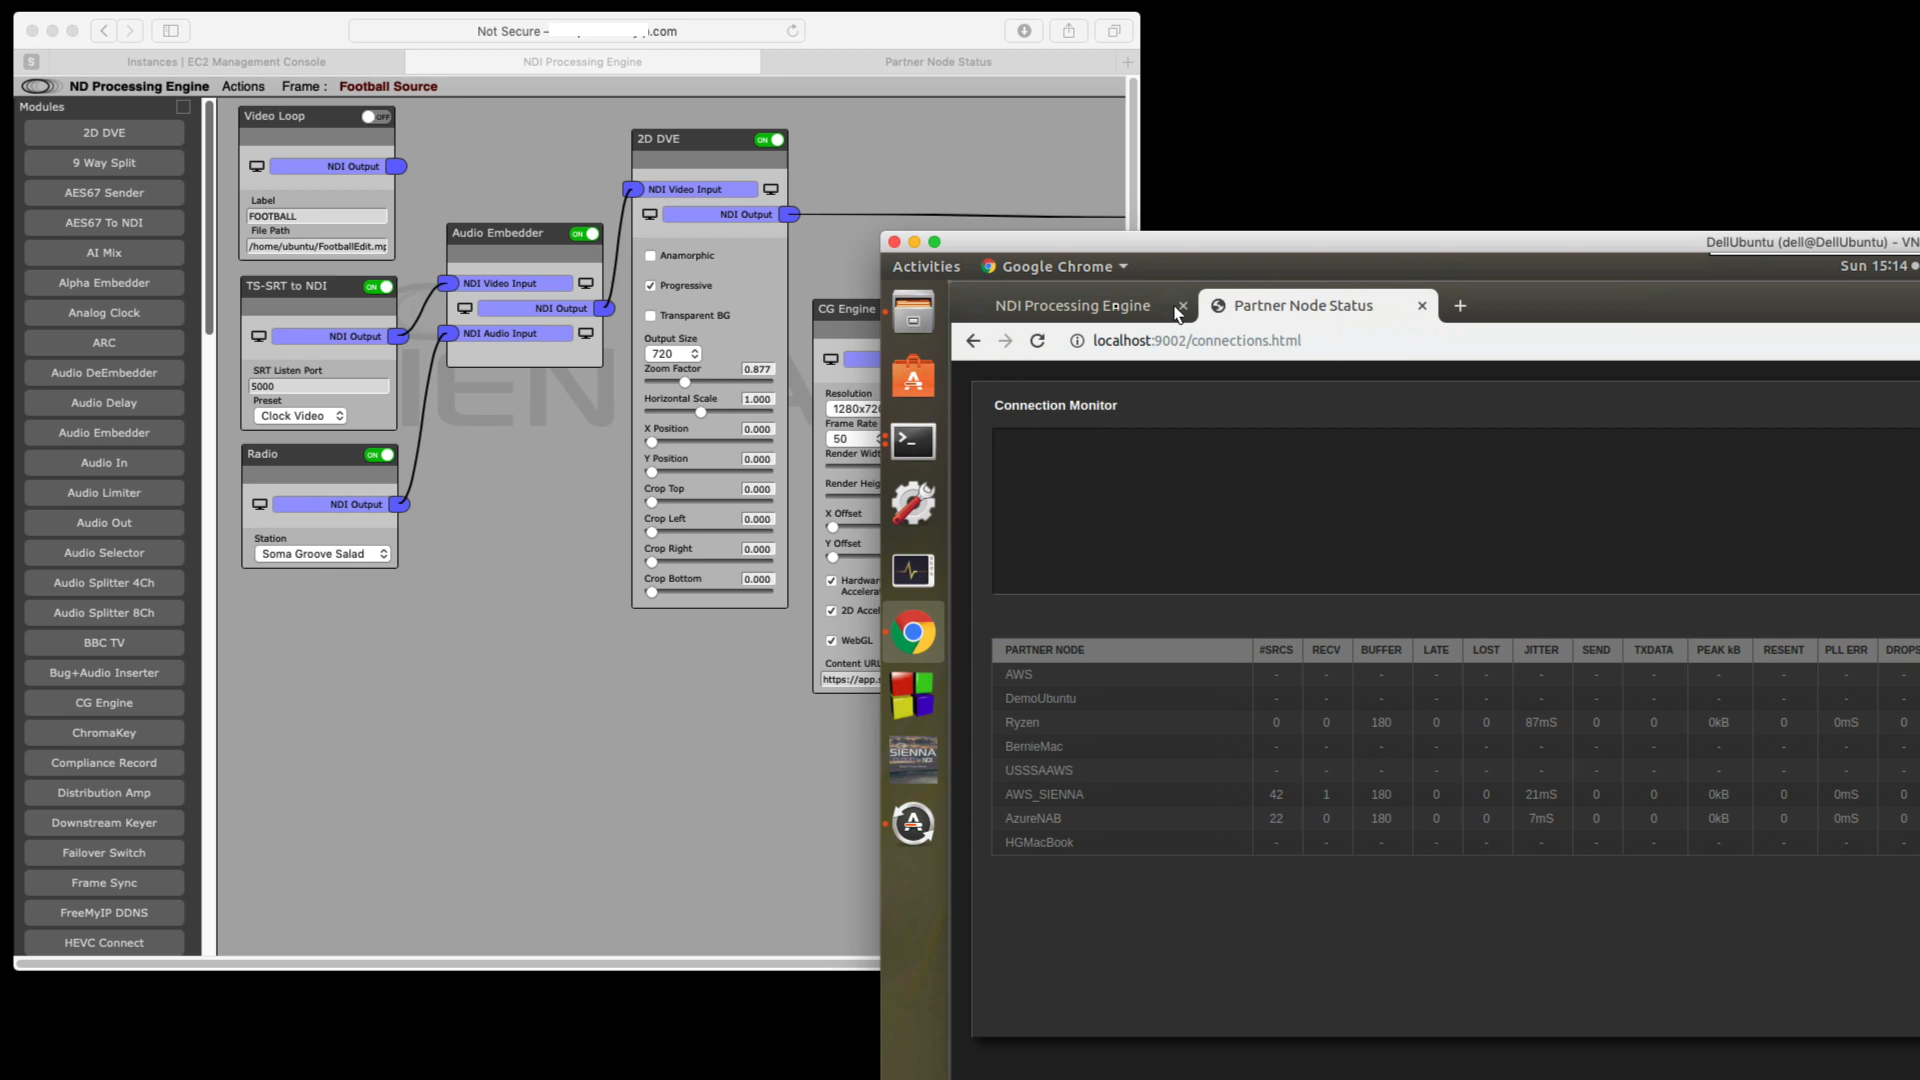 Not Secure — .com
S
Instances | EC2 Management Console
NDI Processing Engine
Partner Node Status
ND Processing Engine Actions Frame : Football Source
Modules
2D DVE
9 Way Split
AES67 Sender
AES67 To NDI
AI Mix
Alpha Embedder
Analog Clock
ARC
Audio DeEmbedder
Audio Delay
Audio Embedder
Audio In
Audio Limiter
Audio Out
Audio Selector
Audio Splitter 4Ch
Audio Splitter 8Ch
BBC TV
Bug+Audio Inserter
CG Engine
ChromaKey
Compliance Record
Distribution Amp
Downstream Keyer
Failover Switch
Frame Sync
FreeMyIP DDNS
HEVC Connect
Video Loop OFF
NDI Output
Label
FOOTBALL
File Path
/home/ubuntu/FootballEdit.mp
TS-SRT to NDI ON
NDI Output
SRT Listen Port
5000
Preset
Clock Video
Radio ON
NDI Output
Station
Soma Groove Salad
Audio Embedder ON
NDI Video Input
NDI Output
NDI Audio Input
2D DVE ON
NDI Video Input
NDI Output
Anamorphic
Progressive
Transparent BG
Output Size
720
Zoom Factor 0.877
Horizontal Scale 1.000
X Position 0.000
Y Position 0.000
Crop Top 0.000
Crop Left 0.000
Crop Right 0.000
Crop Bottom 0.000
CG Engine
Resolution
1280x720
Frame Rate
50
Render Widt
Render Heig
X Offset
Y Offset
Hardwar
Accelera
2D Accel
WebGL
Content URL
https://app.s
DellUbuntu (dell@DellUbuntu) - VN
Activities Google Chrome Sun 15:14
NDI Processing Engine
Partner Node Status
localhost:9002/connections.html
SIENNA
Connection Monitor
PARTNER NODE #SRCS RECV BUFFER LATE LOST JITTER SEND TXDATA PEAK kB RESENT PLL ERR DROPS
AWS - - - - - - - - - - - -
DemoUbuntu - - - - - - - - - - - -
Ryzen 0 0 180 0 0 87mS 0 0 0kB 0 0mS 0
BernieMac - - - - - - - - - - - -
USSSAAWS - - - - - - - - - - - -
AWS_SIENNA 42 1 180 0 0 21mS 0 0 0kB 0 0mS 0
AzureNAB 22 0 180 0 0 7mS 0 0 0kB 0 0mS 0
HGMacBook - - - - - - - - - - - -